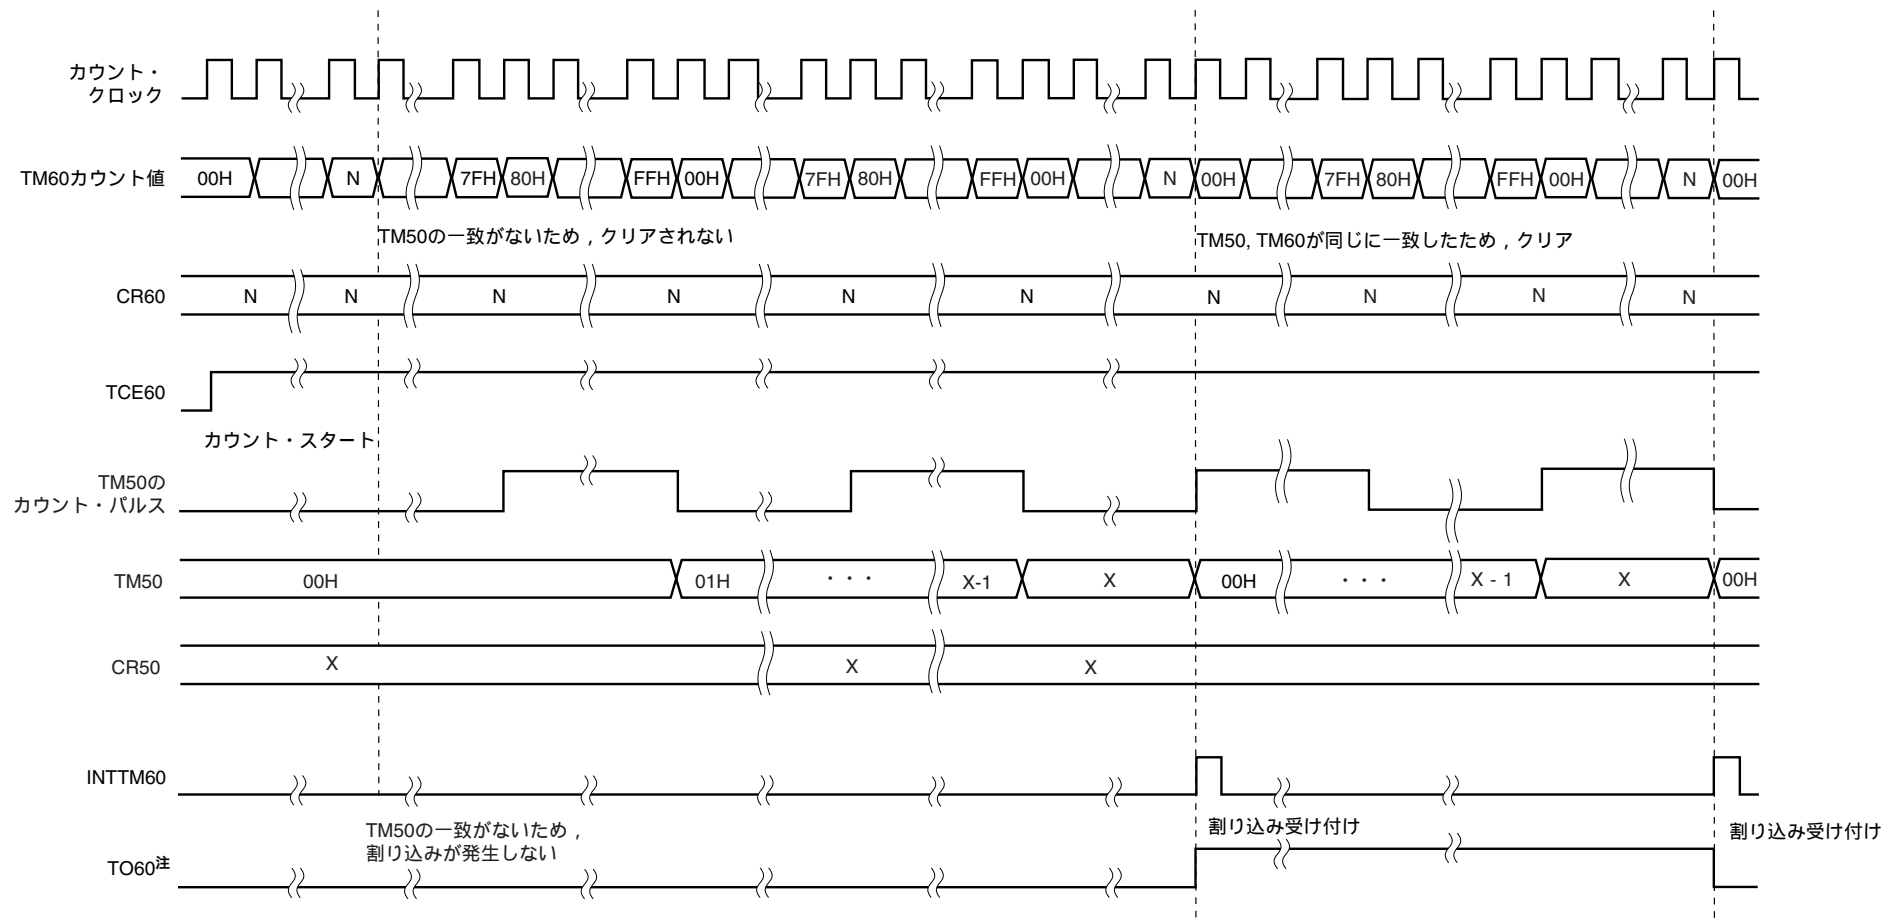 カウント・
クロック
TM60カウント値 00H N 7FH 80H FFH 00H 7FH 80H FFH 00H N 00H 7FH 80H FFH 00H N 00H
TM50の一致がないため，クリアされない
TM50, TM60が同じに一致したため，クリア
CR60 N N N N N N N N N N
TCE60
カウント・スタート
TM50の
カウント・パルス
TM50 00H 01H ・・・ X-1 X 00H ・・・ X - 1 X 00H
CR50 X X X
INTTM60
TM50の一致がないため，
割り込みが発生しない
割り込み受け付け
割り込み受け付け
TO60注